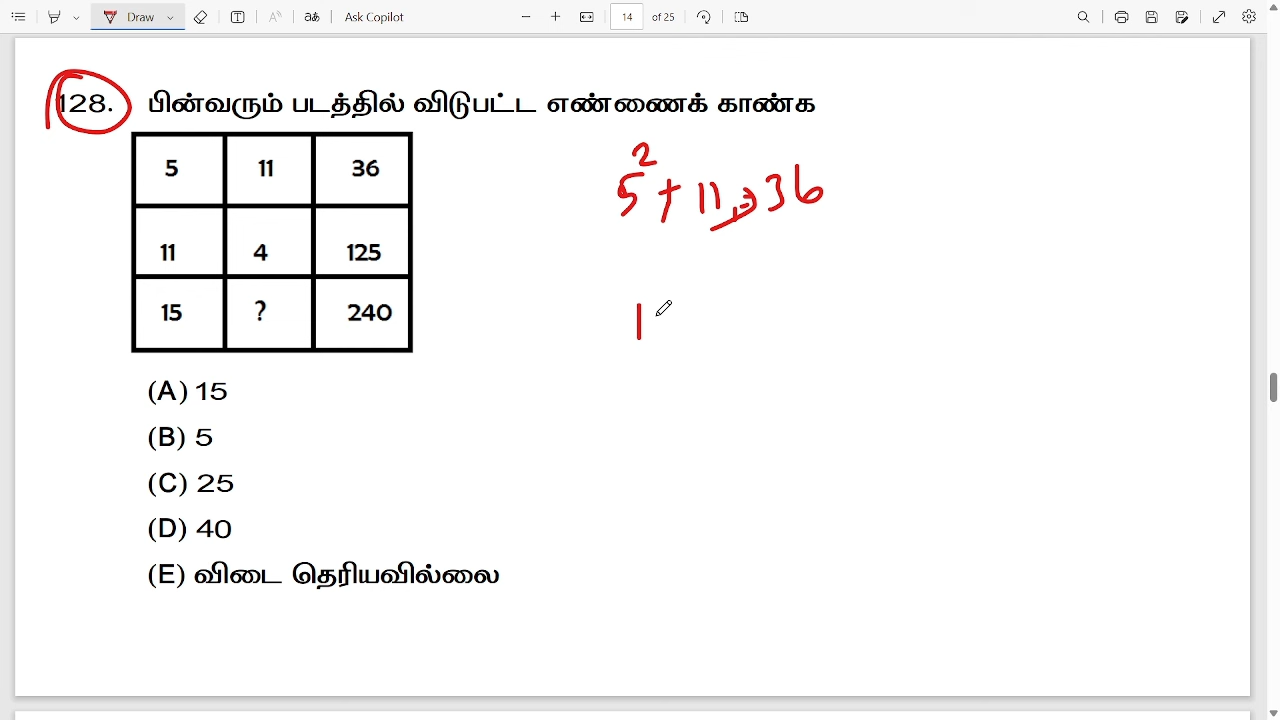 Draw
Ask Copilot
14 of 25
128. பின்வரும் படத்தில் விடுபட்ட எண்ணைக் காண்க
5 11 36
11 4 125
15 ? 240
5² + 11 = 36
1
(A) 15
(B) 5
(C) 25
(D) 40
(E) விடை தெரியவில்லை